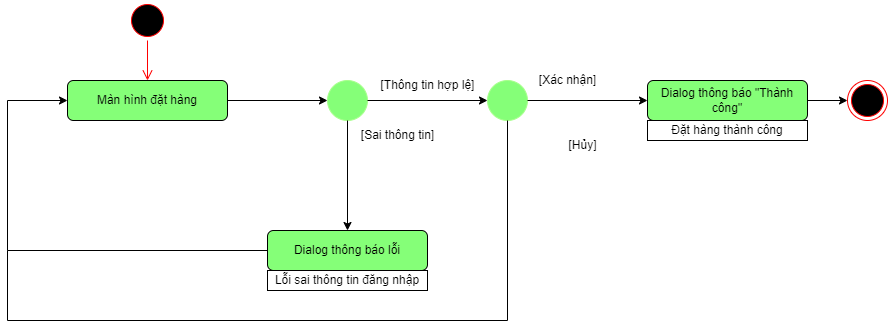 Màn hình đặt hàng
[Thông tin hợp lệ]
[Xác nhận]
Dialog thông báo "Thành
công"
Đặt hàng thành công
[Sai thông tin]
[Hủy]
Dialog thông báo lỗi
Lỗi sai thông tin đăng nhập